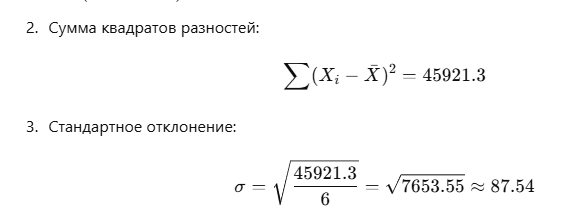 2. Сумма квадратов разностей:
∑(Xᵢ − X̄)² = 45921.3
3. Стандартное отклонение:
σ = √(45921.3/6) = √7653.55 ≈ 87.54